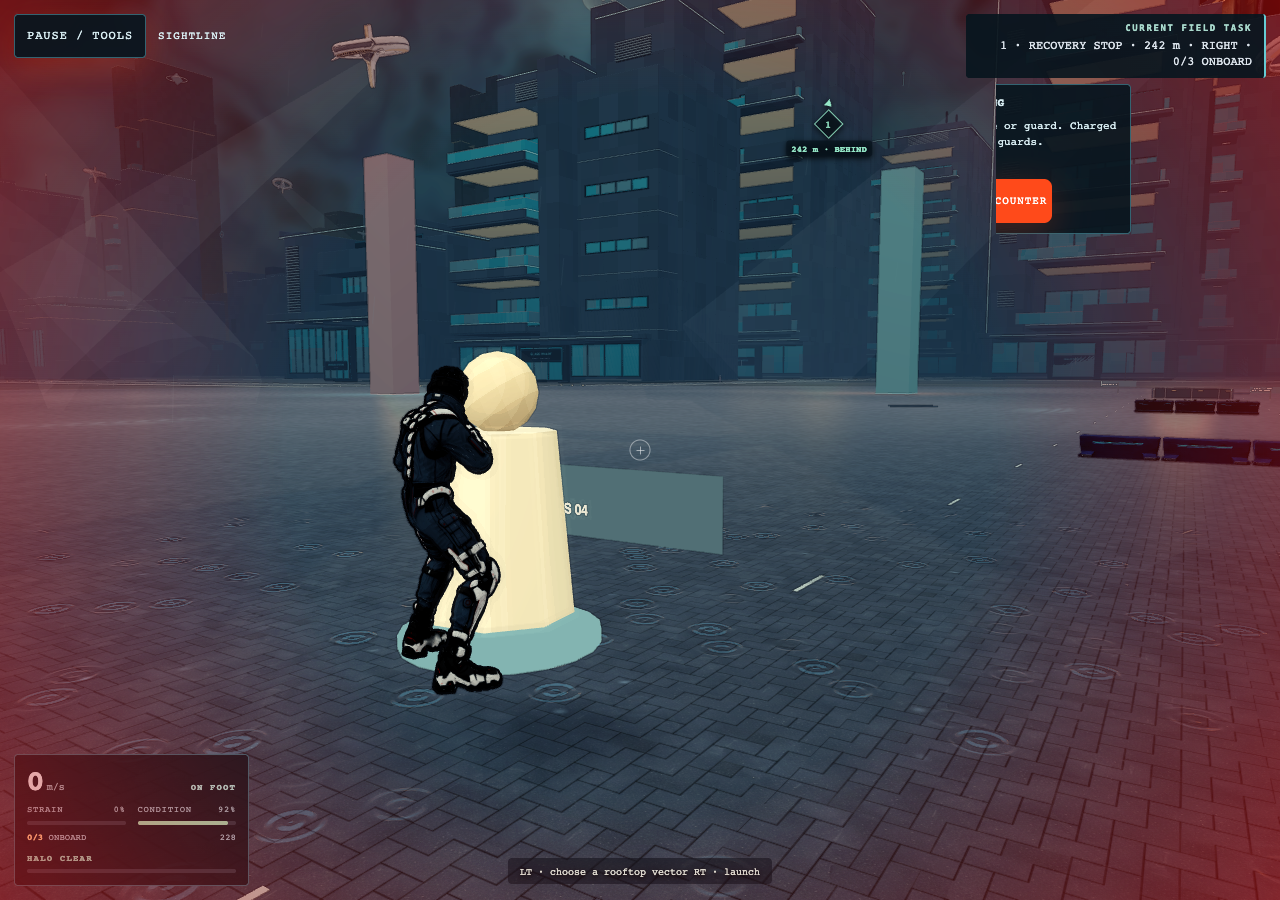 PAUSE / TOOLS
SIGHTLINE
CURRENT FIELD TASK
1 · RECOVERY STOP · 242 m · RIGHT ·
0/3 ONBOARD
G
or guard. Charged
guards.
COUNTER
1
242 m · BEHIND
S 04
0 m/s
ON FOOT
STRAIN 0% CONDITION 92%
0/3 ONBOARD 228
HALO CLEAR
LT · choose a rooftop vector RT · launch